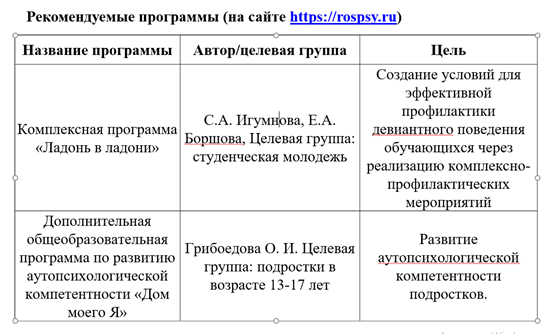 Рекомендуемые программы (на сайте https://rospsy.ru)
Название программы
Автор/целевая группа
Цель
Комплексная программа
«Ладонь в ладони»
С.А. Игумнова, Е.А.
Боршова, Целевая группа:
студенческая молодежь
Создание условий для
эффективной
профилактики
девиантного поведения
обучающихся через
реализацию комплексно-
профилактических
мероприятий
Дополнительная
общеобразовательная
программа по развитию
аутопсихологической
компетентности «Дом
моего Я»
Грибоедова О. И. Целевая
группа: подростки в
возрасте 13-17 лет
Развитие
аутопсихологической
компетентности
подростков.